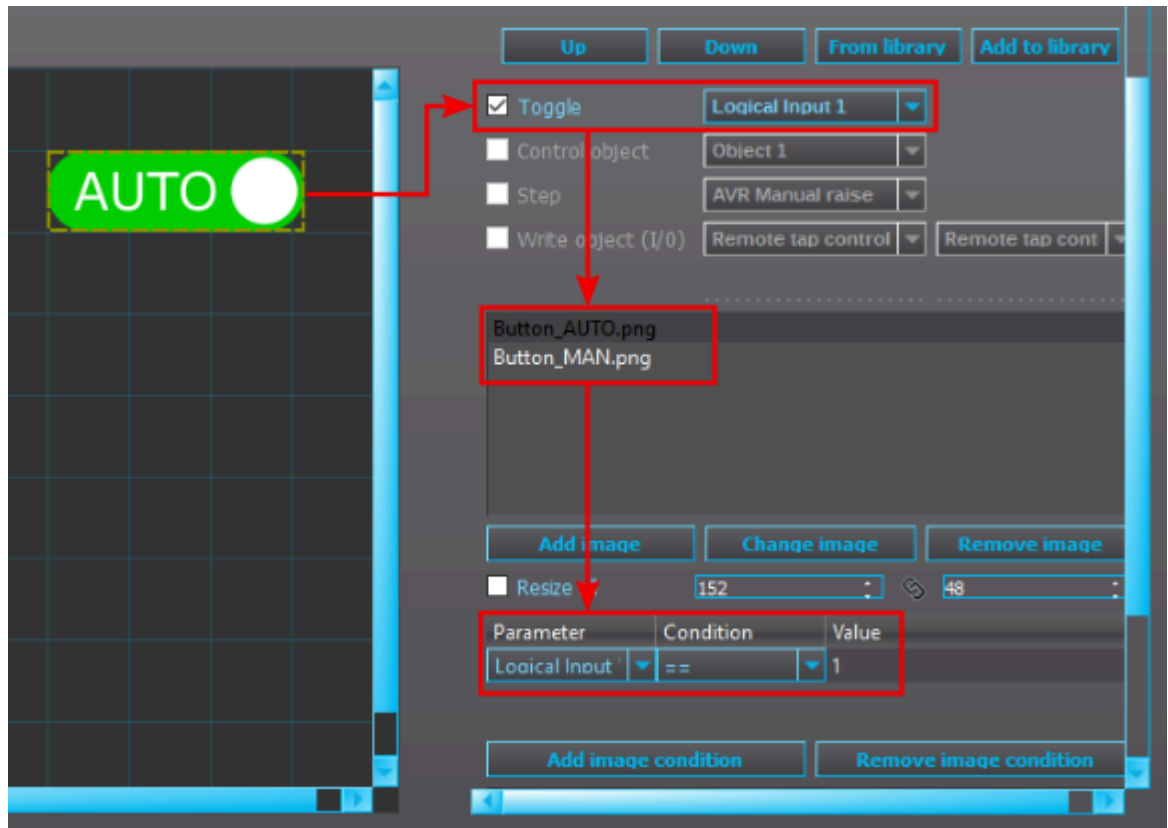 Up Down From library Add to library
Toggle Logical Input 1
AUTO
Control object Object 1
Step AVR Manual raise
Write object (I/0) Remote tap control Remote tap cont
Button_AUTO.png
Button_MAN.png
Add image Change image Remove image
Resize 152 48
Parameter Condition Value
Logical Input == 1
Add image condition Remove image condition